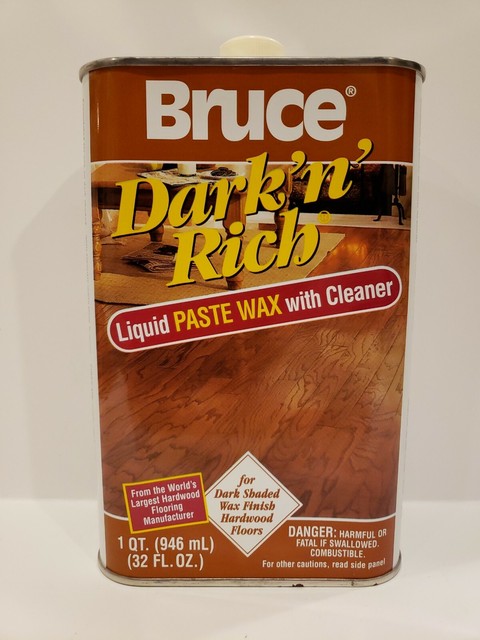 Bruce®
Dark 'n'
Rich®
Liquid PASTE WAX with Cleaner
From the World's
Largest Hardwood
Flooring
Manufacturer
for
Dark Shaded
Wax Finish
Hardwood
Floors
1 QT. (946 mL)
(32 FL. OZ.)
DANGER: HARMFUL OR
FATAL IF SWALLOWED.
COMBUSTIBLE.
For other cautions, read side panel